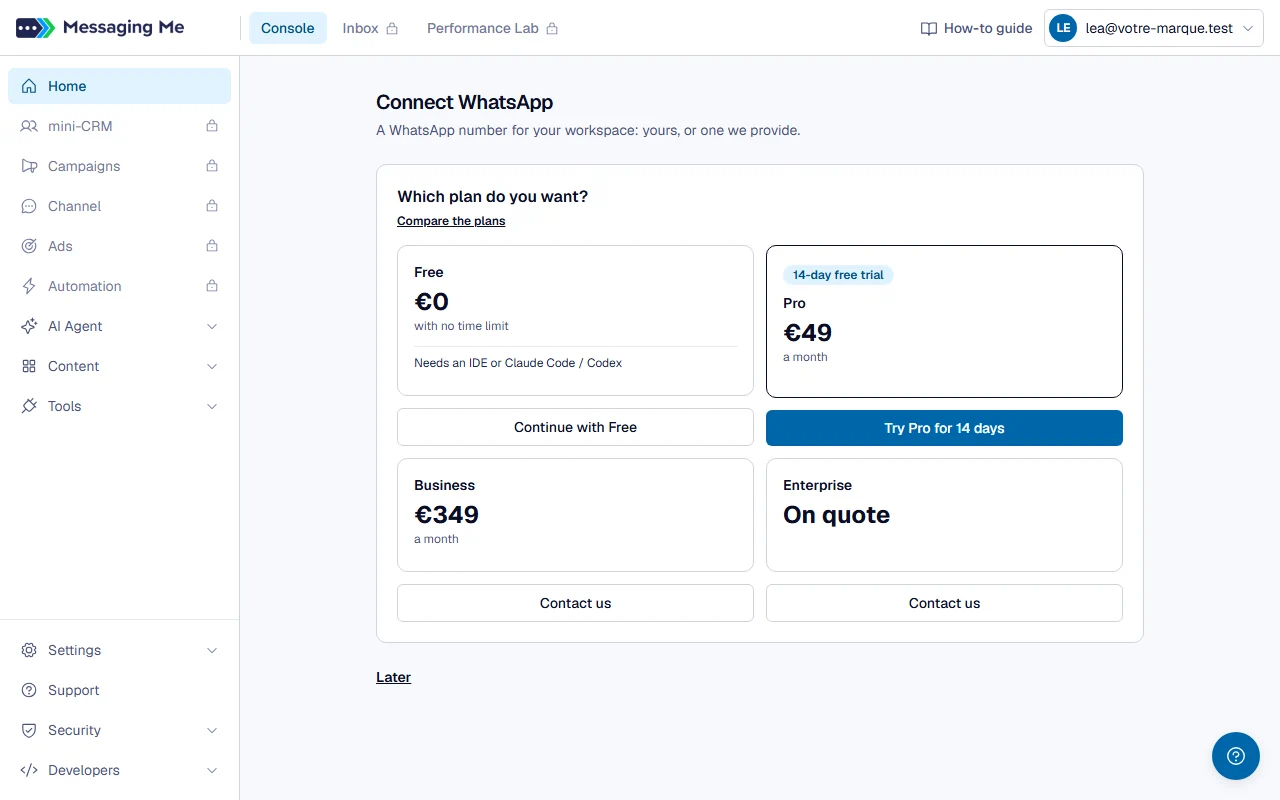 Messaging Me
Console
Inbox
Performance Lab
How-to guide
LE
lea@votre-marque.test
Home
mini-CRM
Campaigns
Channel
Ads
Automation
AI Agent
Content
Tools
Settings
Support
Security
Developers
Connect WhatsApp
A WhatsApp number for your workspace: yours, or one we provide.
Which plan do you want?
Compare the plans
Free
€0
with no time limit
Needs an IDE or Claude Code / Codex
Continue with Free
14-day free trial
Pro
€49
a month
Try Pro for 14 days
Business
€349
a month
Contact us
Enterprise
On quote
Contact us
Later